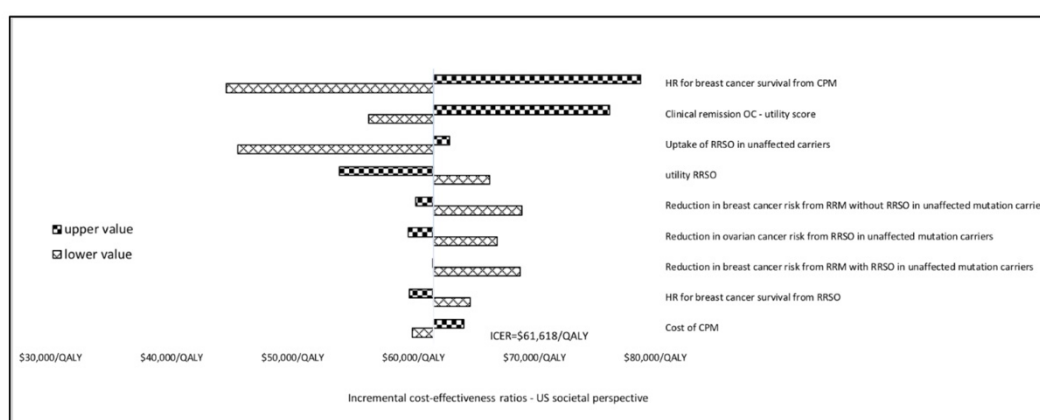 HR for breast cancer survival from CPM
Clinical remission OC - utility score
Uptake of RRSO in unaffected carriers
utility RRSO
Reduction in breast cancer risk from RRM without RRSO in unaffected mutation carrie
Reduction in ovarian cancer risk from RRSO in unaffected mutation carriers
Reduction in breast cancer risk from RRM with RRSO in unaffected mutation carriers
HR for breast cancer survival from RRSO
Cost of CPM
upper value
lower value
ICER=$61,618/QALY
$30,000/QALY $40,000/QALY $50,000/QALY $60,000/QALY $70,000/QALY $80,000/QALY
Incremental cost-effectiveness ratios - US societal perspective